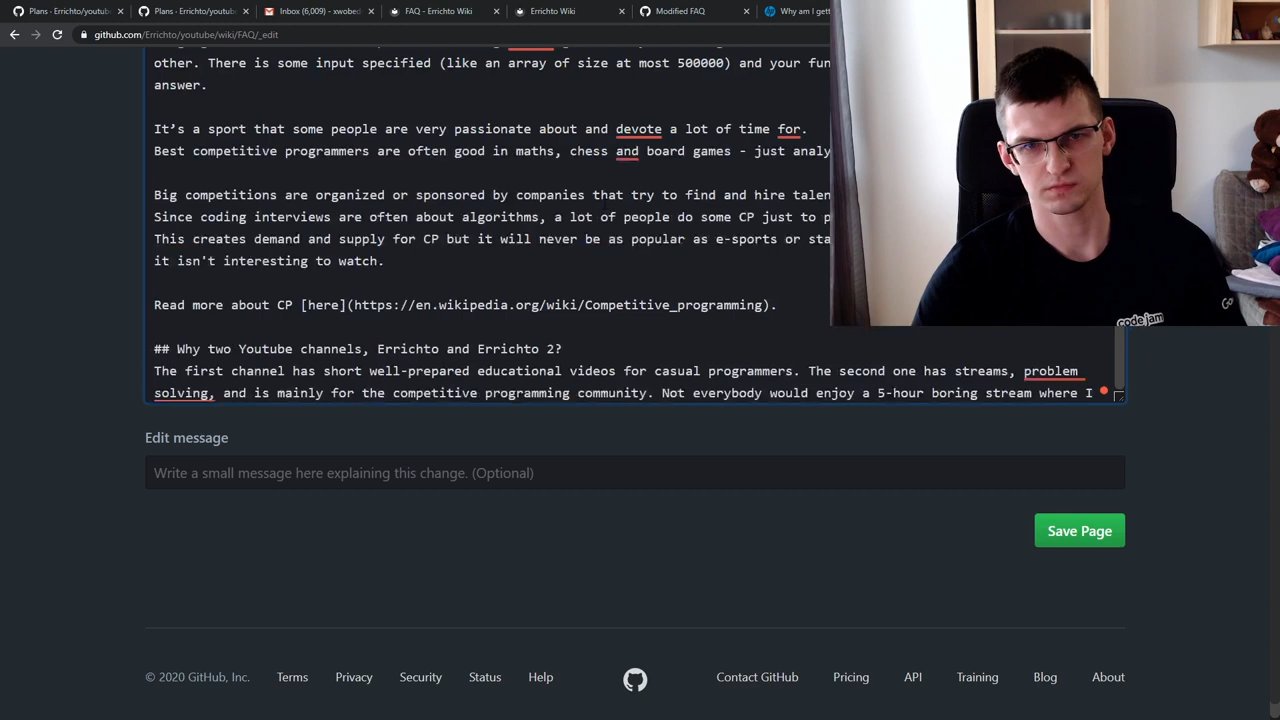 Plans - Errichto/youtub
Plans - Errichto/youtub
Inbox (6,009) - xwobed
FAQ - Errichto Wiki
Errichto Wiki
Modified FAQ
Why am I gett
github.com/Errichto/youtube/wiki/FAQ/_edit
other. There is some input specified (like an array of size at most 500000) and your fun
answer.
It's a sport that some people are very passionate about and devote a lot of time for.
Best competitive programmers are often good in maths, chess and board games - just analy
Big competitions are organized or sponsored by companies that try to find and hire talen
Since coding interviews are often about algorithms, a lot of people do some CP just to p
This creates demand and supply for CP but it will never be as popular as e-sports or sta
it isn't interesting to watch.
Read more about CP [here](https://en.wikipedia.org/wiki/Competitive_programming).
## Why two Youtube channels, Errichto and Errichto 2?
The first channel has short well-prepared educational videos for casual programmers. The second one has streams, problem
solving, and is mainly for the competitive programming community. Not everybody would enjoy a 5-hour boring stream where I
Edit message
Write a small message here explaining this change. (Optional)
Save Page
© 2020 GitHub, Inc.
Terms
Privacy
Security
Status
Help
Contact GitHub
Pricing
API
Training
Blog
About
code jam
Go